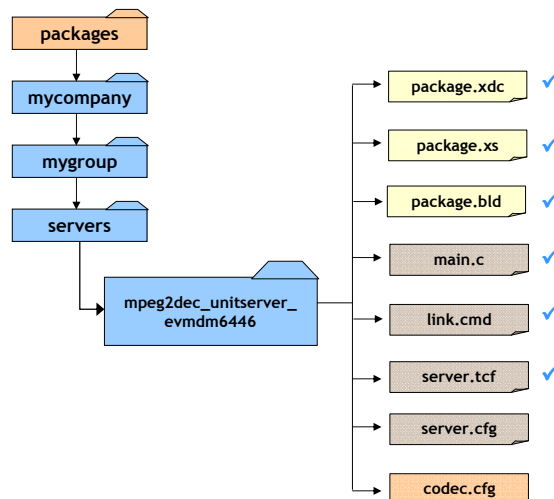 packages
mycompany
mygroup
servers
mpeg2dec_unitserver_
evmdm6446
package.xdc
package.xs
package.bld
main.c
link.cmd
server.tcf
server.cfg
codec.cfg